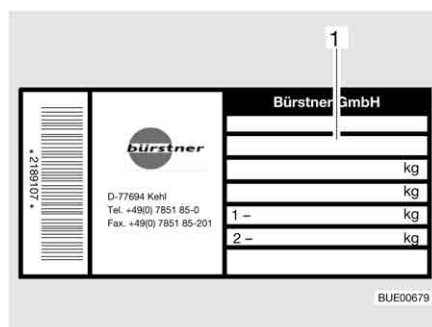 1
Bürstner GmbH
* 2189107 *
bürstner
D-77694 Kehl
Tel. +49(0) 7851 85-0
Fax. +49(0) 7851 85-201
kg
kg
1 – kg
2 – kg
BUE00679